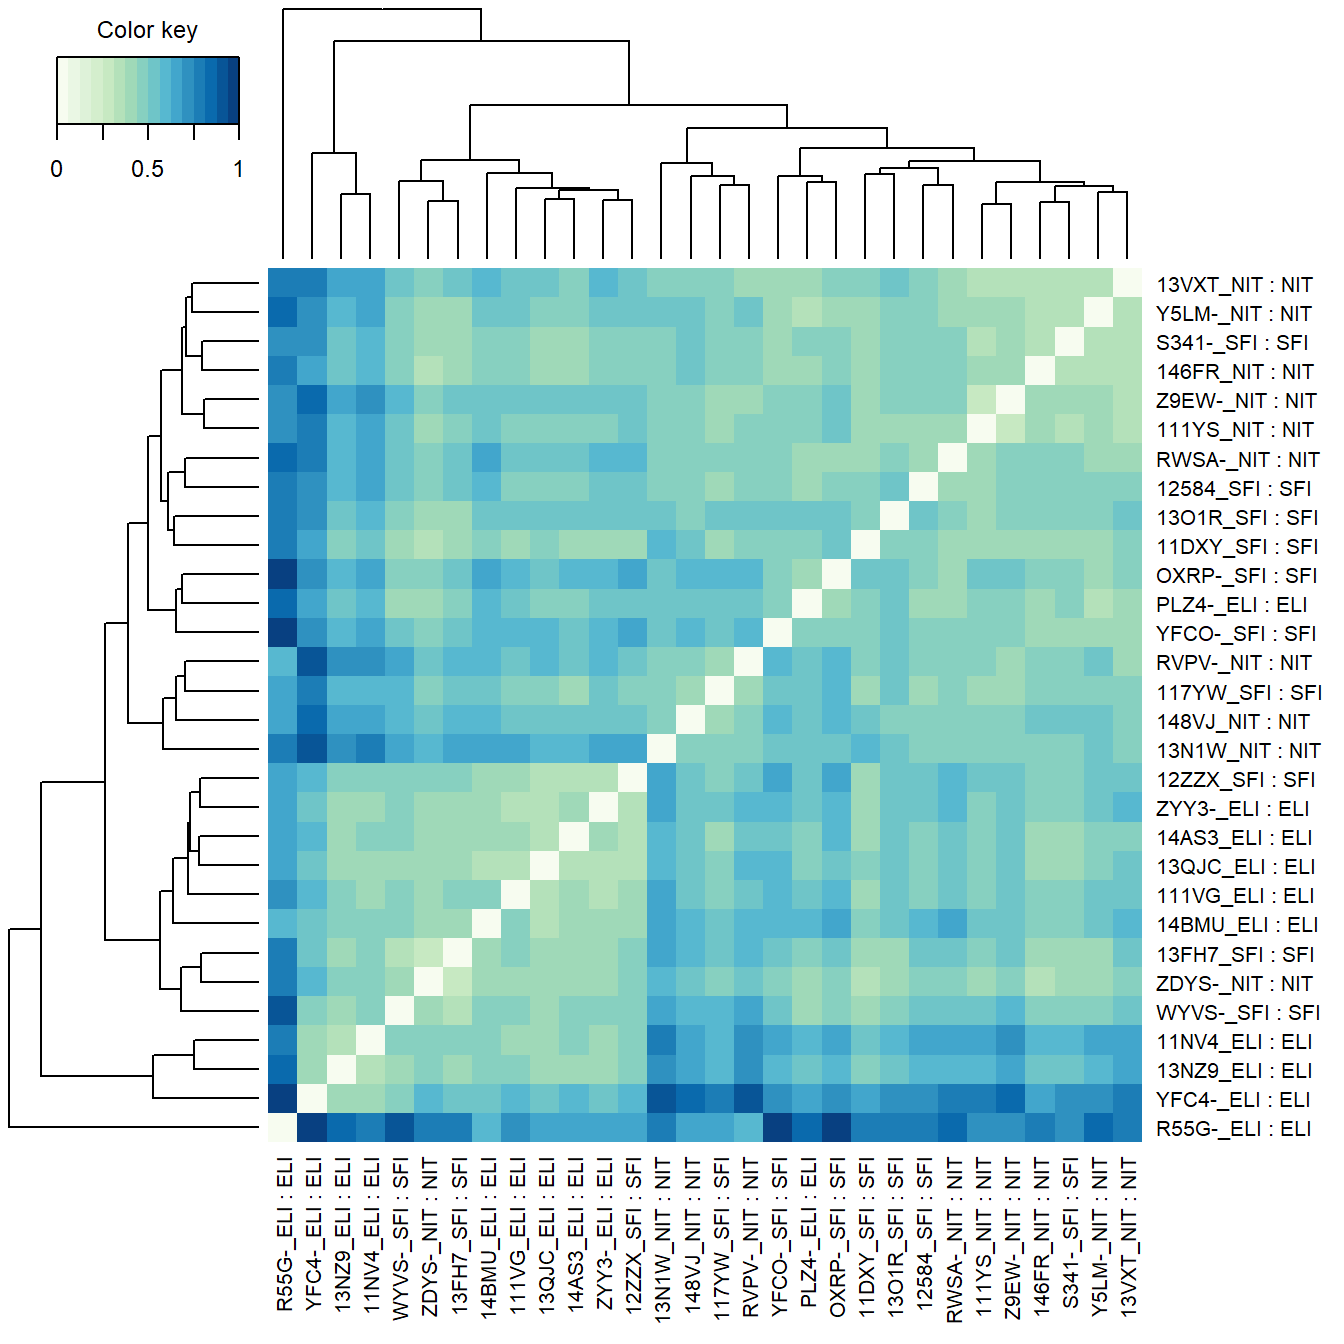 Color key
0 0.5 1
13VXT_NIT : NIT
Y5LM-_NIT : NIT
S341-_SFI : SFI
146FR_NIT : NIT
Z9EW-_NIT : NIT
111YS_NIT : NIT
RWSA-_NIT : NIT
12584_SFI : SFI
13O1R_SFI : SFI
11DXY_SFI : SFI
OXRP-_SFI : SFI
PLZ4-_ELI : ELI
YFCO-_SFI : SFI
RVPV-_NIT : NIT
117YW_SFI : SFI
148VJ_NIT : NIT
13N1W_NIT : NIT
12ZZX_SFI : SFI
ZYY3-_ELI : ELI
14AS3_ELI : ELI
13QJC_ELI : ELI
111VG_ELI : ELI
14BMU_ELI : ELI
13FH7_SFI : SFI
ZDYS-_NIT : NIT
WYVS-_SFI : SFI
11NV4_ELI : ELI
13NZ9_ELI : ELI
YFC4-_ELI : ELI
R55G-_ELI : ELI
R55G-_ELI : ELI
YFC4-_ELI : ELI
13NZ9_ELI : ELI
11NV4_ELI : ELI
WYVS-_SFI : SFI
ZDYS-_NIT : NIT
13FH7_SFI : SFI
14BMU_ELI : ELI
111VG_ELI : ELI
13QJC_ELI : ELI
14AS3_ELI : ELI
ZYY3-_ELI : ELI
12ZZX_SFI : SFI
13N1W_NIT : NIT
148VJ_NIT : NIT
117YW_SFI : SFI
RVPV-_NIT : NIT
YFCO-_SFI : SFI
PLZ4-_ELI : ELI
OXRP-_SFI : SFI
11DXY_SFI : SFI
13O1R_SFI : SFI
12584_SFI : SFI
RWSA-_NIT : NIT
111YS_NIT : NIT
Z9EW-_NIT : NIT
146FR_NIT : NIT
S341-_SFI : SFI
Y5LM-_NIT : NIT
13VXT_NIT : NIT